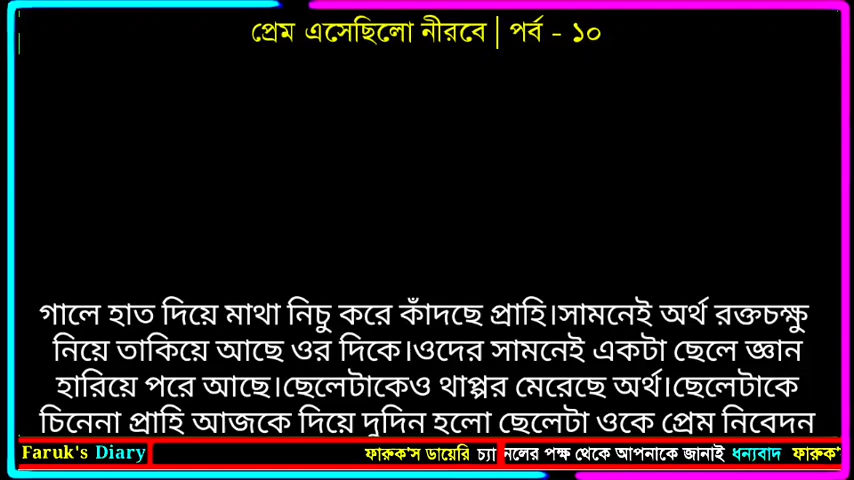 প্রেম এসেছিলো নীরবে | পর্ব - ১০
গালে হাত দিয়ে মাথা নিচু করে কাঁদছে প্রাহি।সামনেই অর্থ রক্তচক্ষু
নিয়ে তাকিয়ে আছে ওর দিকে।ওদের সামনেই একটা ছেলে জ্ঞান
হারিয়ে পরে আছে।ছেলেটাকেও থাপ্পর মেরেছে অর্থ।ছেলেটাকে
চিনেনা প্রাহি আজকে দিয়ে দুদিন হলো ছেলেটা ওকে প্রেম নিবেদন
Faruk's Diary ফারুক'স ডায়েরি চ্যানলের পক্ষ থেকে আপনাকে জানাই ধন্যবাদ ফারুক'